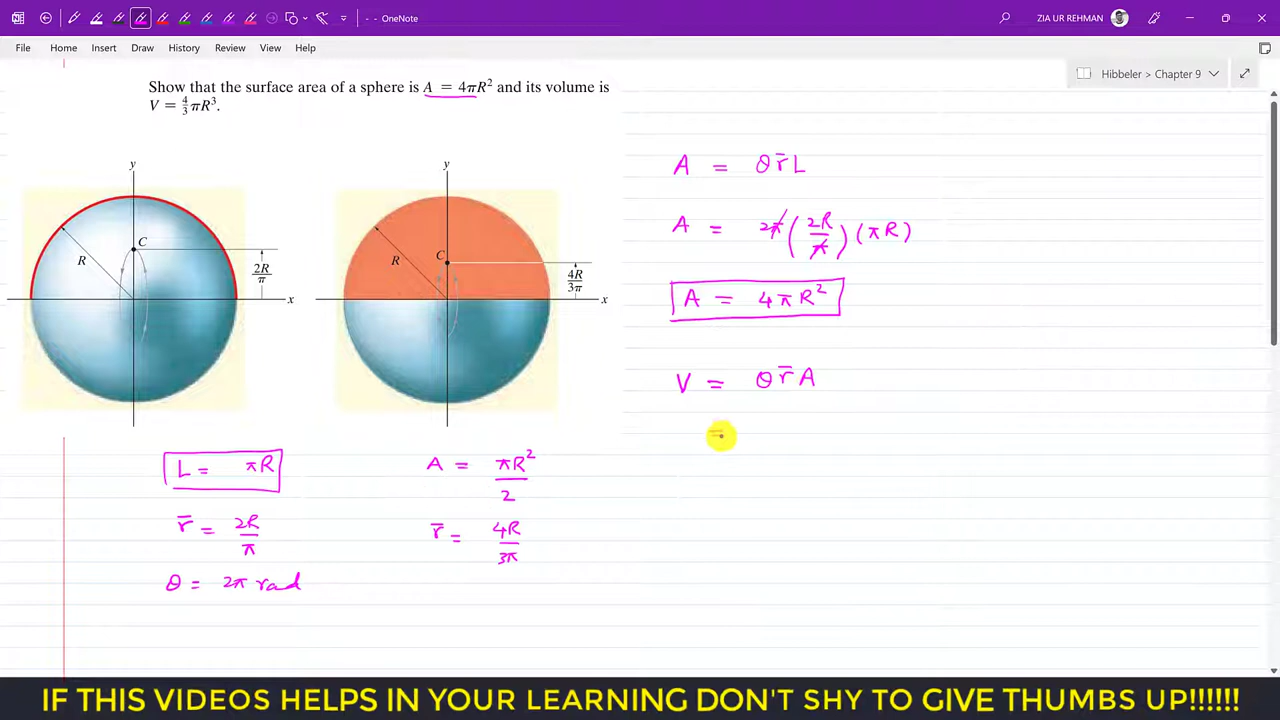 - - OneNote
ZIA UR REHMAN
File Home Insert Draw History Review View Help
Hibbeler > Chapter 9
Show that the surface area of a sphere is A = 4πR² and its volume is
V = 4/3 πR³.
y
C
R
2R/π
x
y
C
R
4R/3π
x
L = πR
r̄ = 2R/π
θ = 2π rad
A = πR²/2
r̄ = 4R/3π
A = θ r̄ L
A = 2π (2R/π) (πR)
A = 4πR²
V = θ r̄ A
=
IF THIS VIDEOS HELPS IN YOUR LEARNING DON'T SHY TO GIVE THUMBS UP!!!!!!